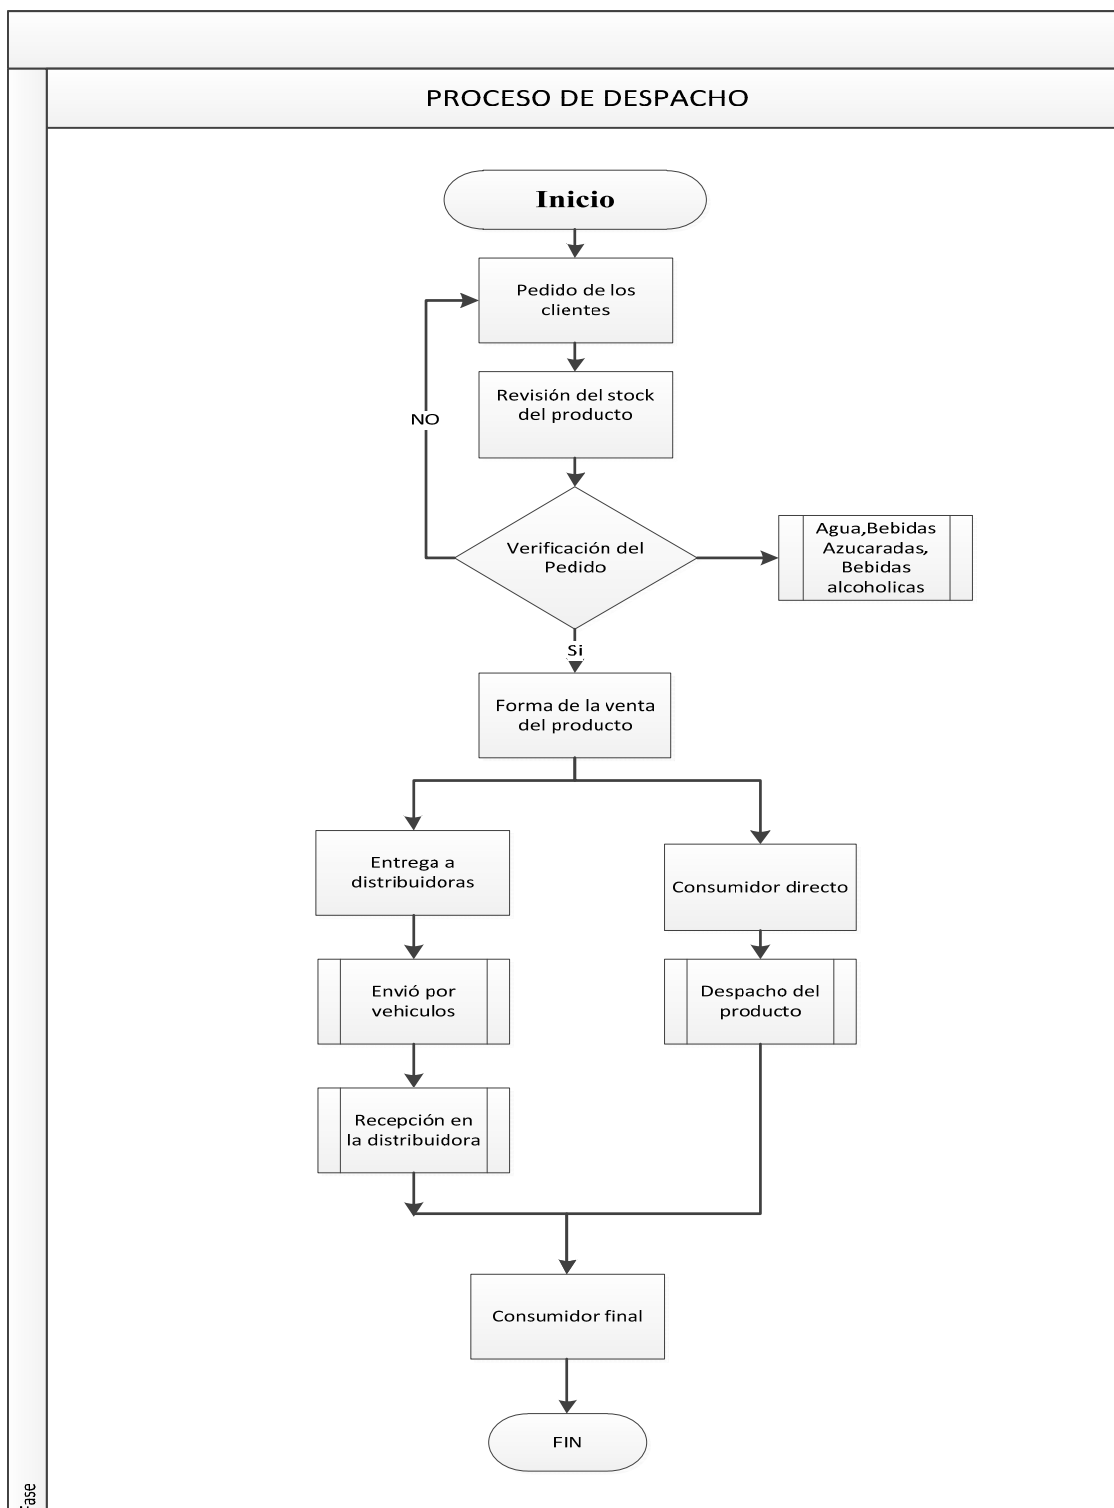 PROCESO DE DESPACHO
Inicio
Pedido de los
clientes
Revisión del stock
del producto
NO
Verificación del
Pedido
Agua,Bebidas
Azucaradas,
Bebidas
alcoholicas
Si
Forma de la venta
del producto
Entrega a
distribuidoras
Consumidor directo
Envió por
vehiculos
Despacho del
producto
Recepción en
la distribuidora
Consumidor final
FIN
Fase